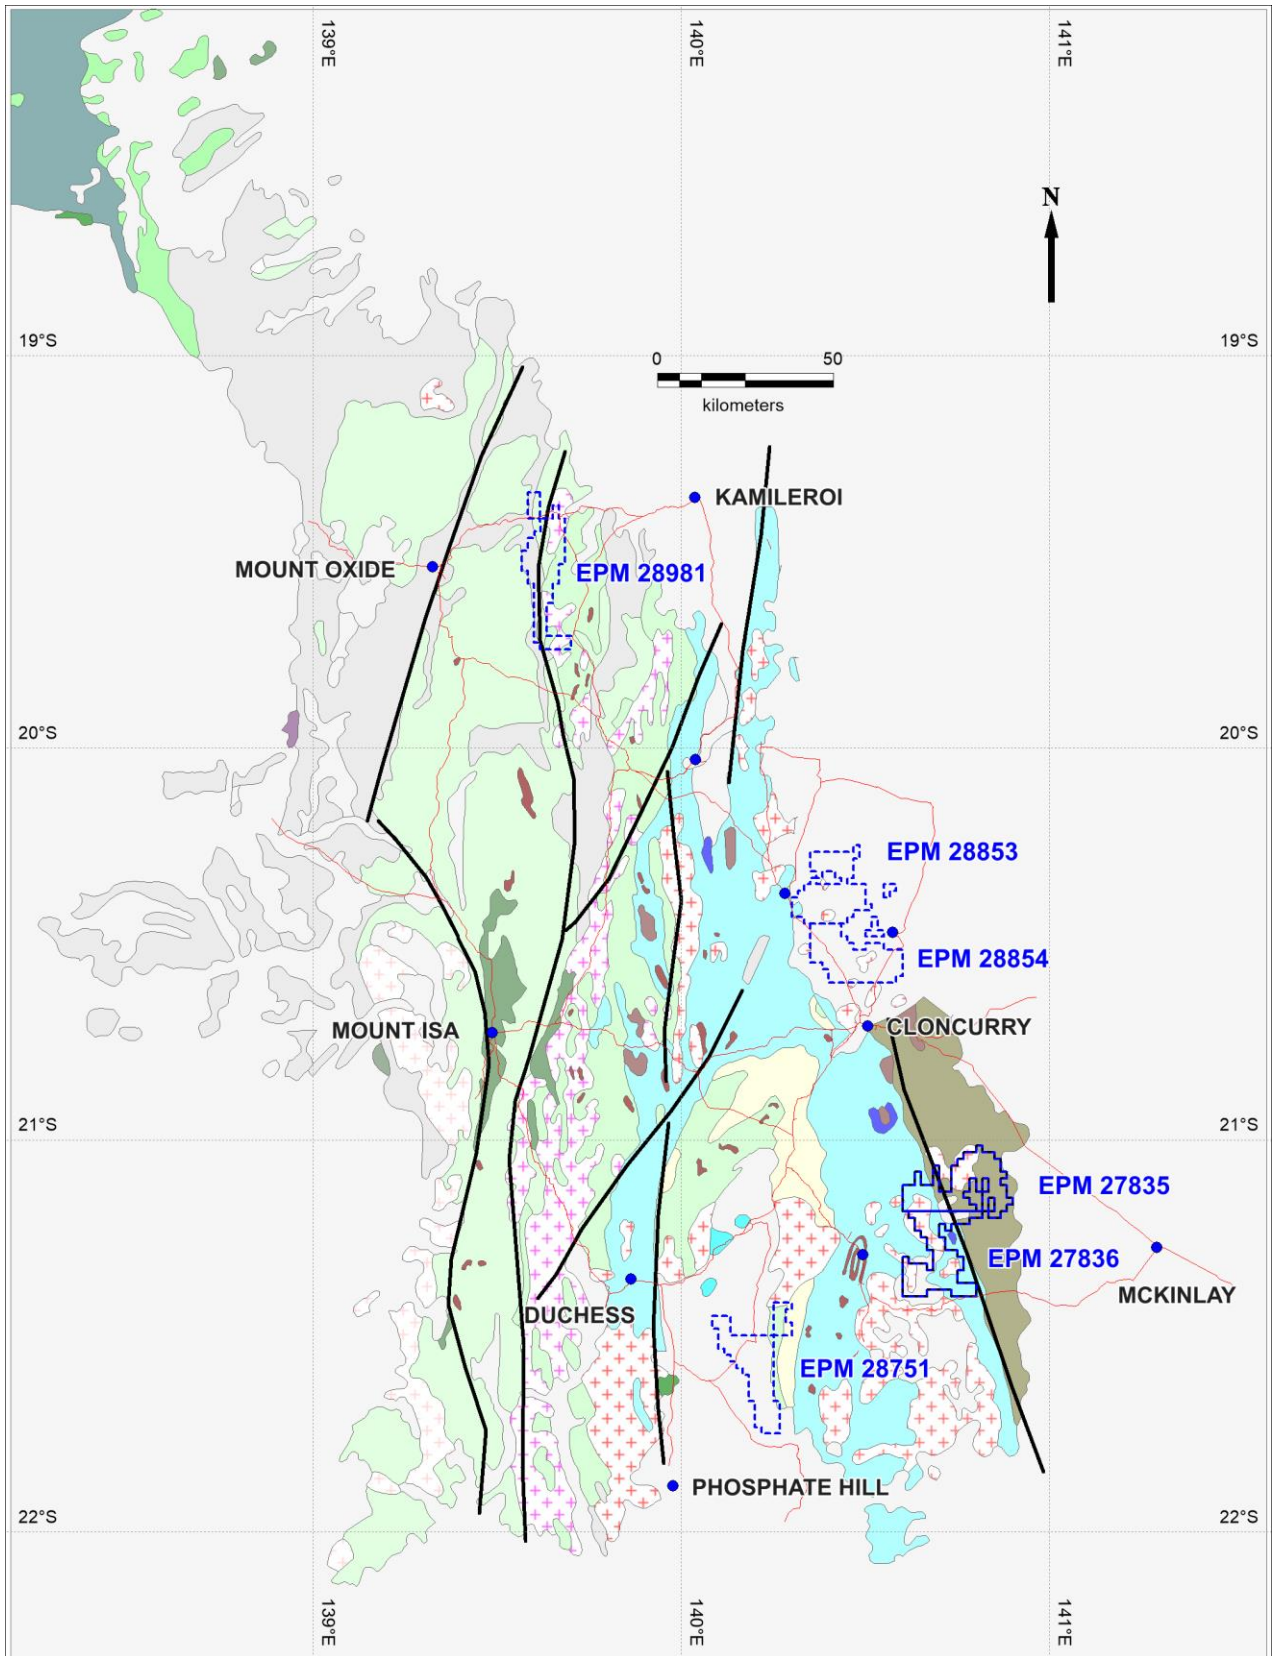 139°E
140°E
141°E
N
19°S
19°S
0
50
kilometers
KAMILEROI
MOUNT OXIDE
EPM 28981
20°S
20°S
EPM 28853
EPM 28854
MOUNT ISA
CLONCURRY
21°S
21°S
EPM 27835
EPM 27836
MCKINLAY
DUCHESS
EPM 28751
PHOSPHATE HILL
22°S
22°S
139°E
140°E
141°E